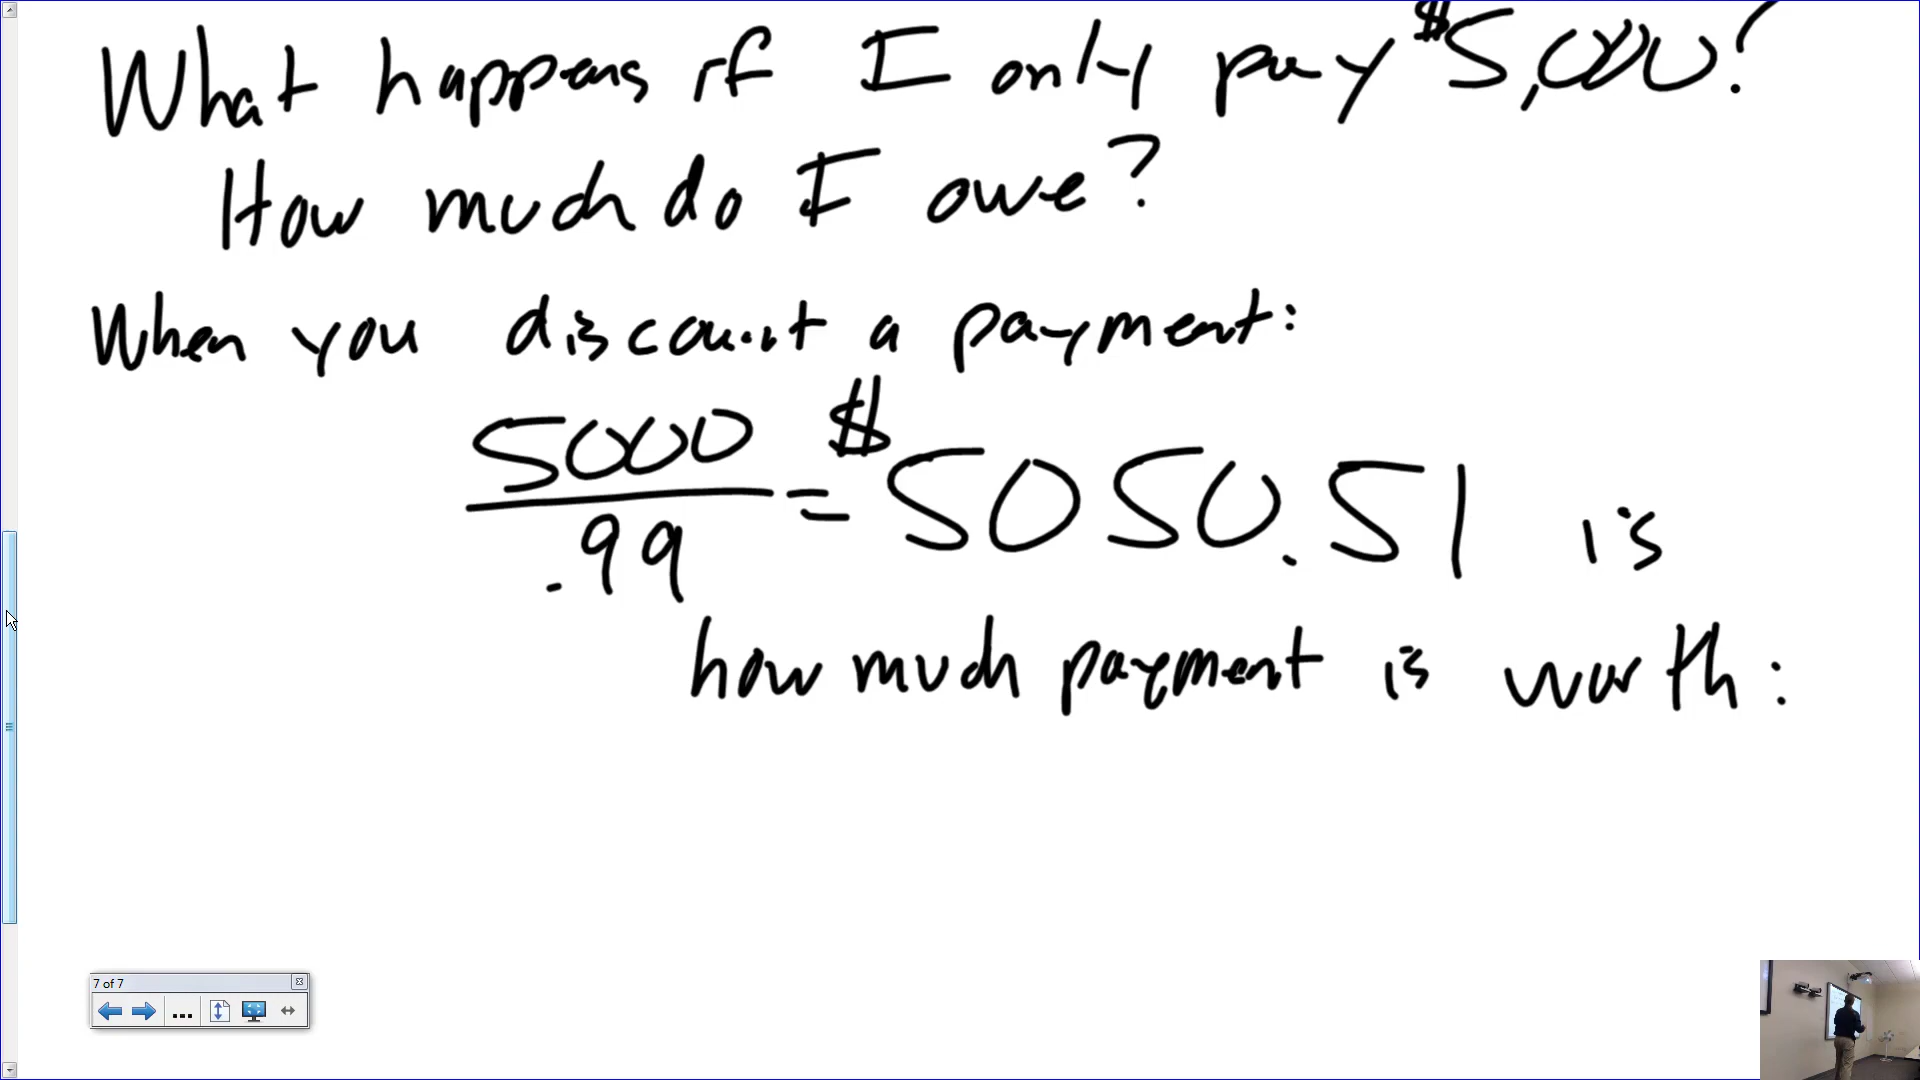 What happens if I only pay $5,000?
How much do I owe?
When you discount a payment:
5000
.99
= $5050.51 is
how much payment is worth:
7 of 7
...